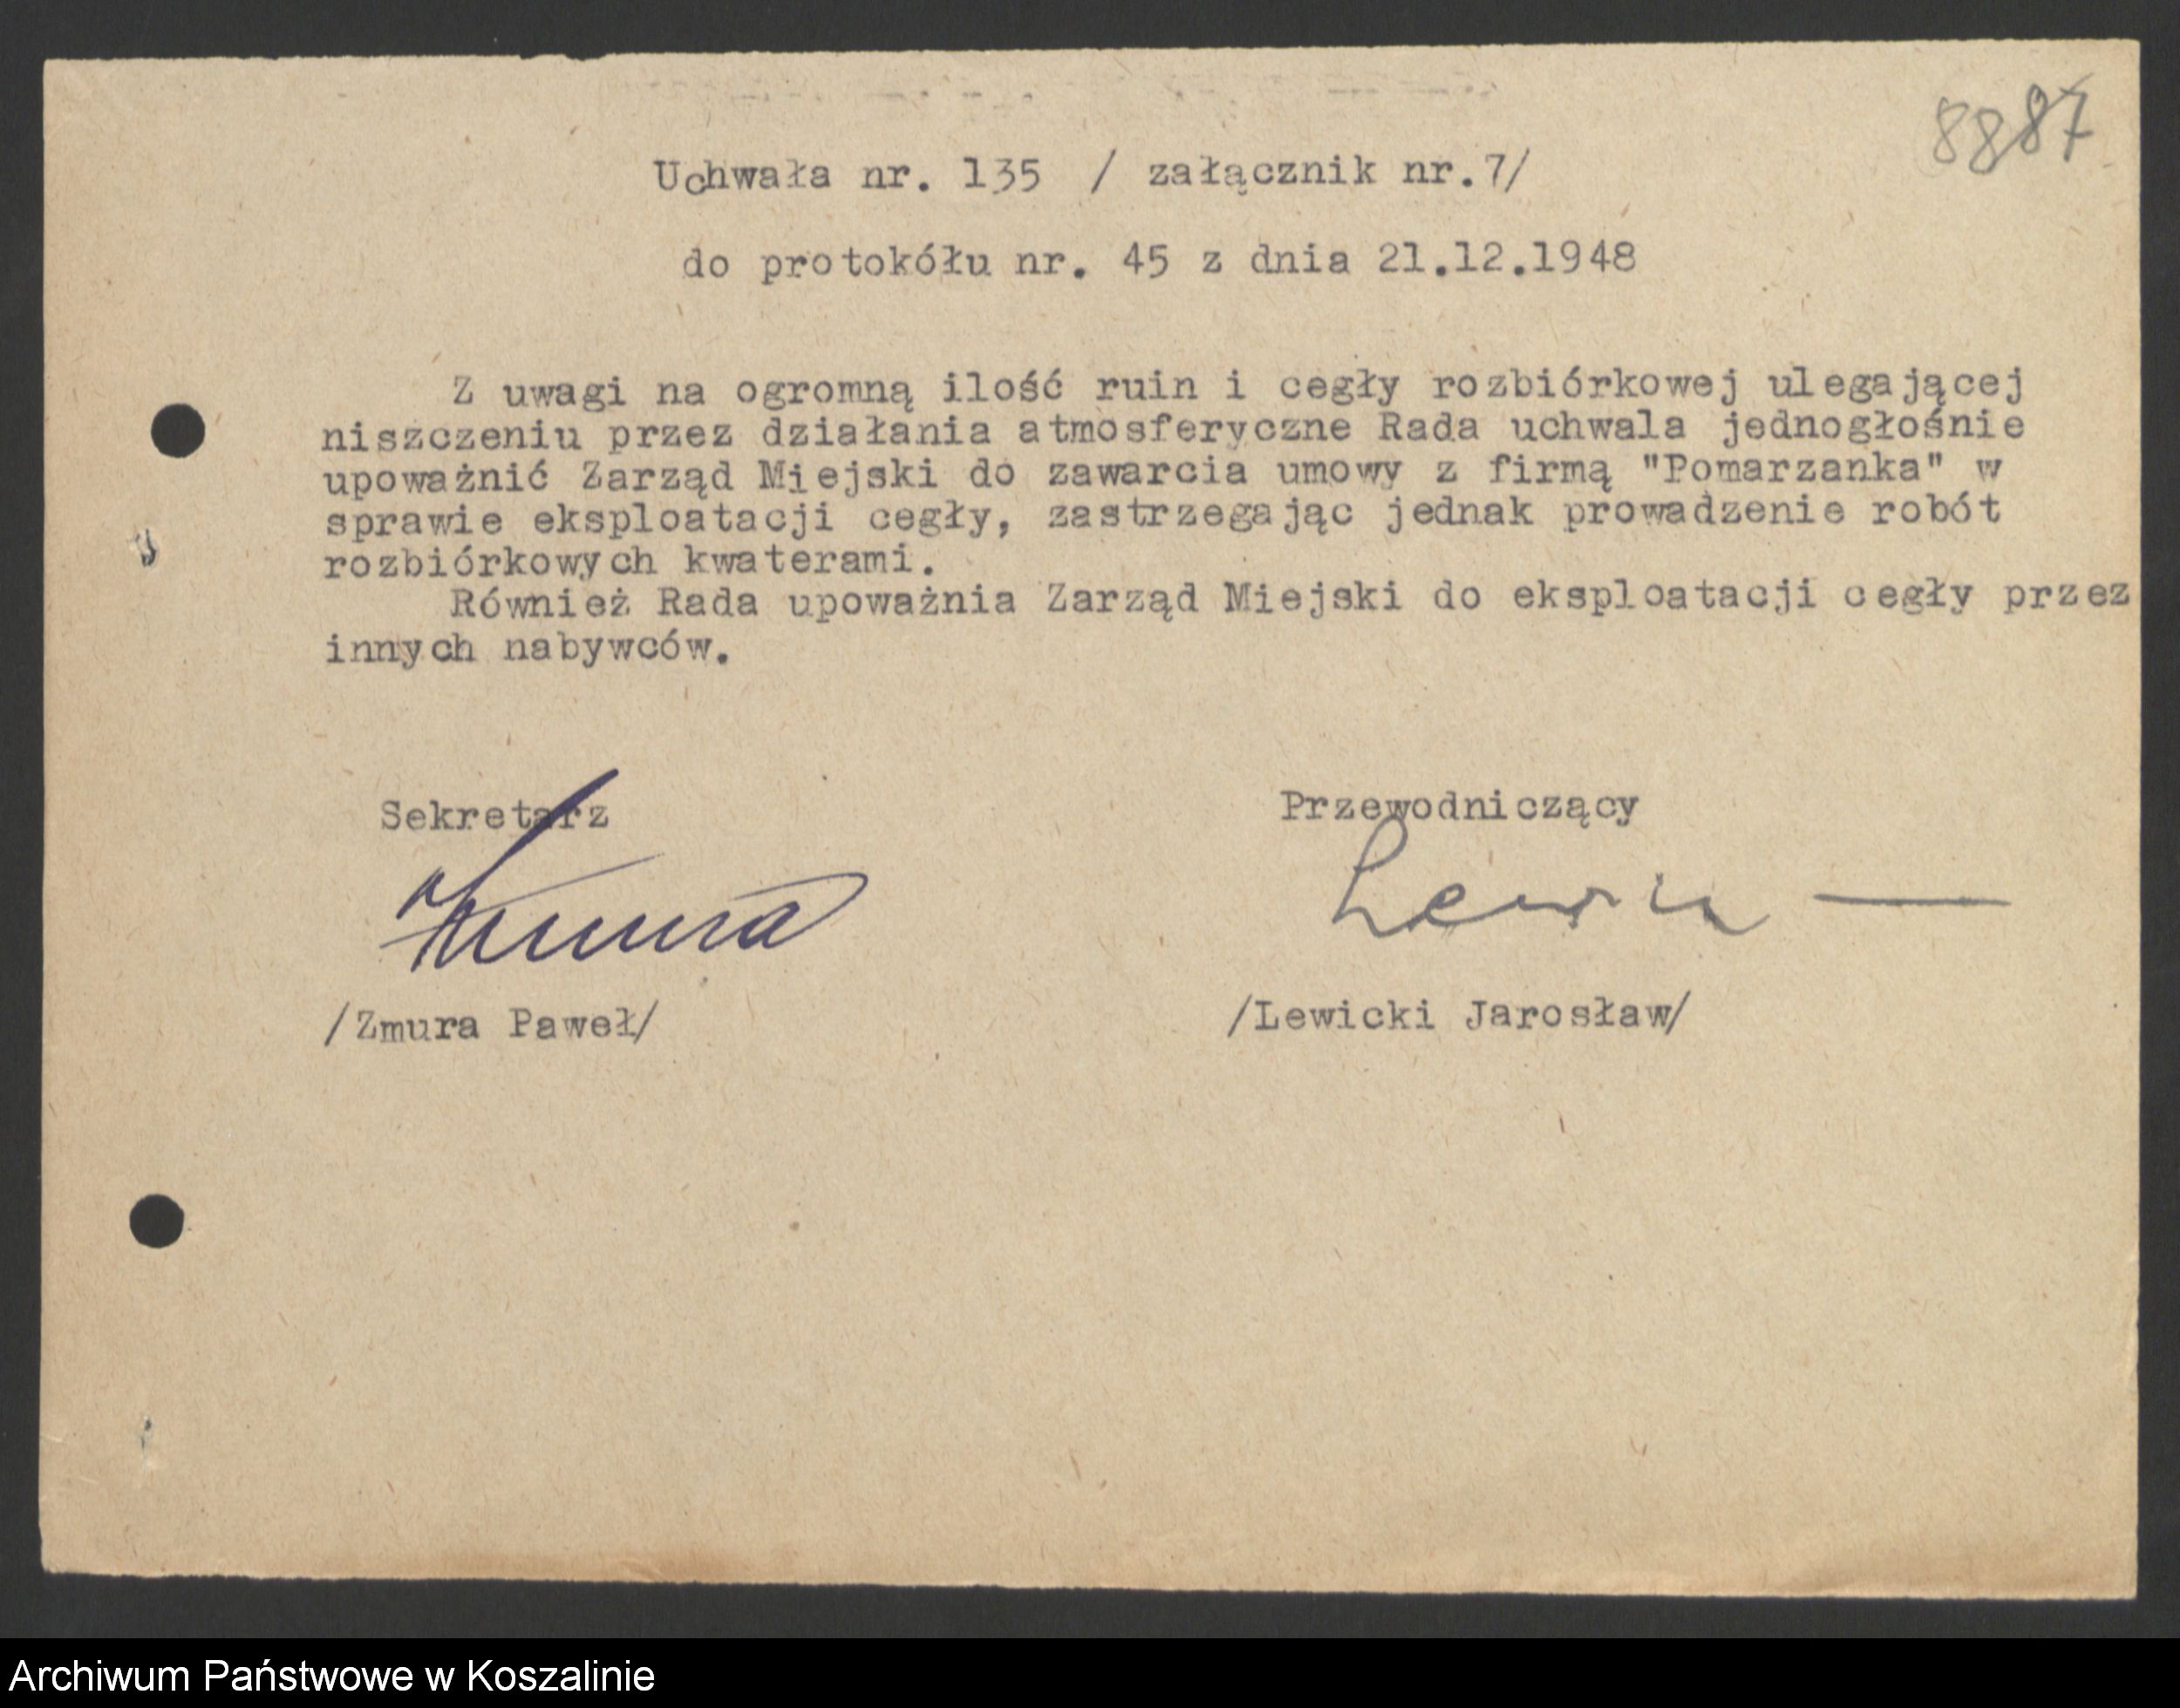 8887
Uchwała nr. 135 / załącznik nr.7/
do protokółu nr. 45 z dnia 21.12.1948
Z uwagi na ogromną ilość ruin i cegły rozbiórkowej ulegającej
niszczeniu przez działania atmosferyczne Rada uchwala jednogłośnie
upoważnić Zarząd Miejski do zawarcia umowy z firmą "Pomarzanka" w
sprawie eksploatacji cegły, zastrzegając jednak prowadzenie robót
rozbiórkowych kwaterami.
Również Rada upoważnia Zarząd Miejski do eksploatacji cegły przez
innych nabywców.
Sekretarz Przewodniczący
Zmura
/Zmura Paweł/ /Lewicki Jarosław/
Archiwum Państwowe w Koszalinie